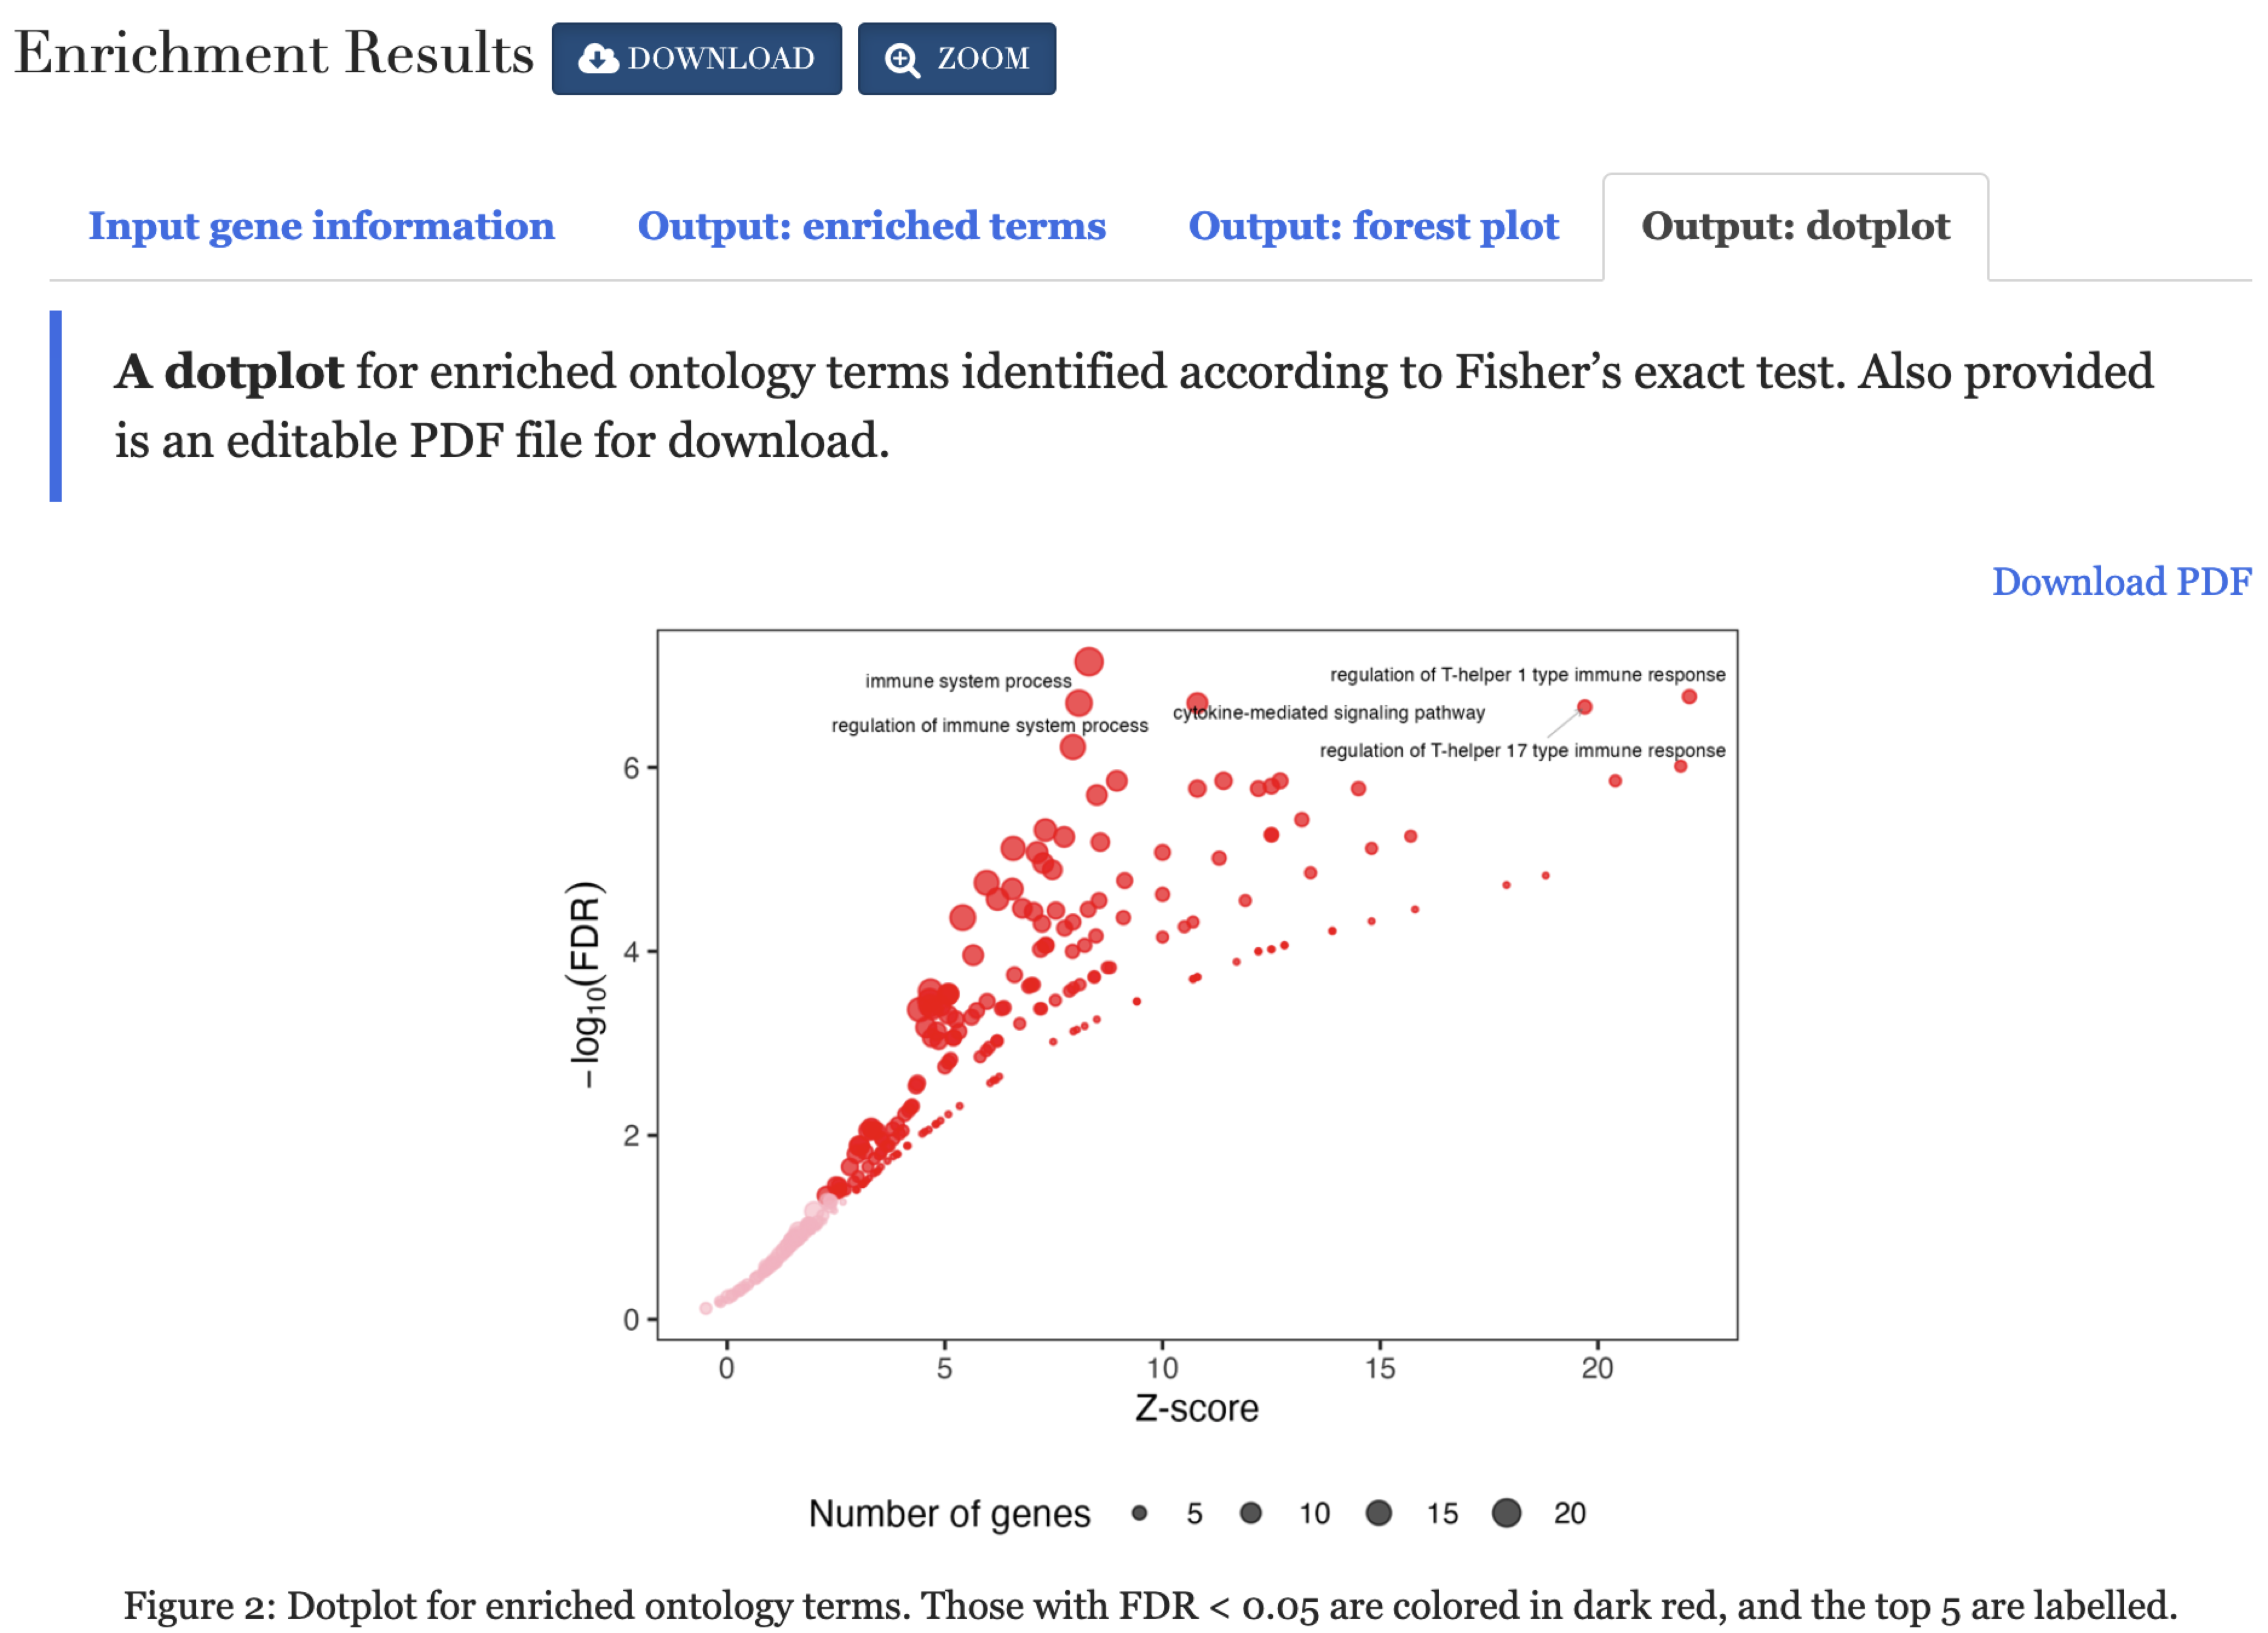 Enrichment Results
DOWNLOAD
ZOOM
Input gene information
Output: enriched terms
Output: forest plot
Output: dotplot
A dotplot for enriched ontology terms identified according to Fisher’s exact test. Also provided
is an editable PDF file for download.
Download PDF
immune system process
regulation of T-helper 1 type immune response
cytokine-mediated signaling pathway
regulation of immune system process
regulation of T-helper 17 type immune response
−log10(FDR)
6
4
2
0
0 5 10 15 20
Z-score
Number of genes 5 10 15 20
Figure 2: Dotplot for enriched ontology terms. Those with FDR < 0.05 are colored in dark red, and the top 5 are labelled.